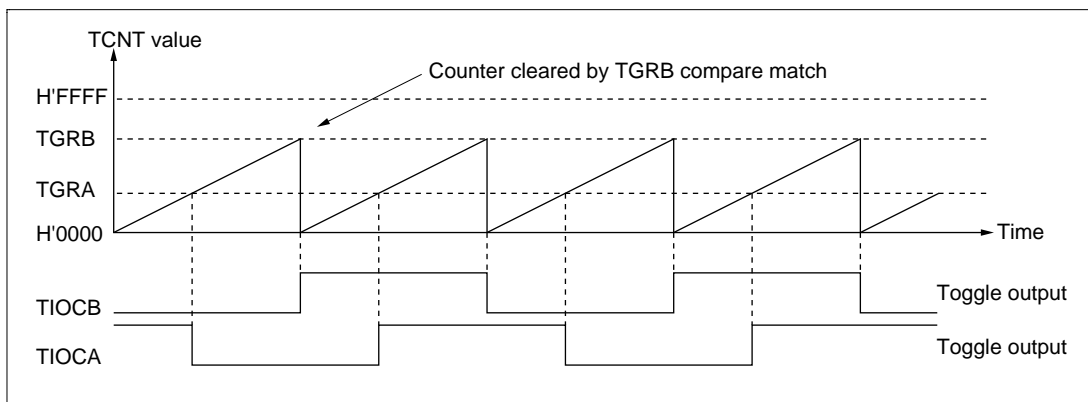 TCNT value
Counter cleared by TGRB compare match
H'FFFF
TGRB
TGRA
H'0000
Time
TIOCB
Toggle output
TIOCA
Toggle output